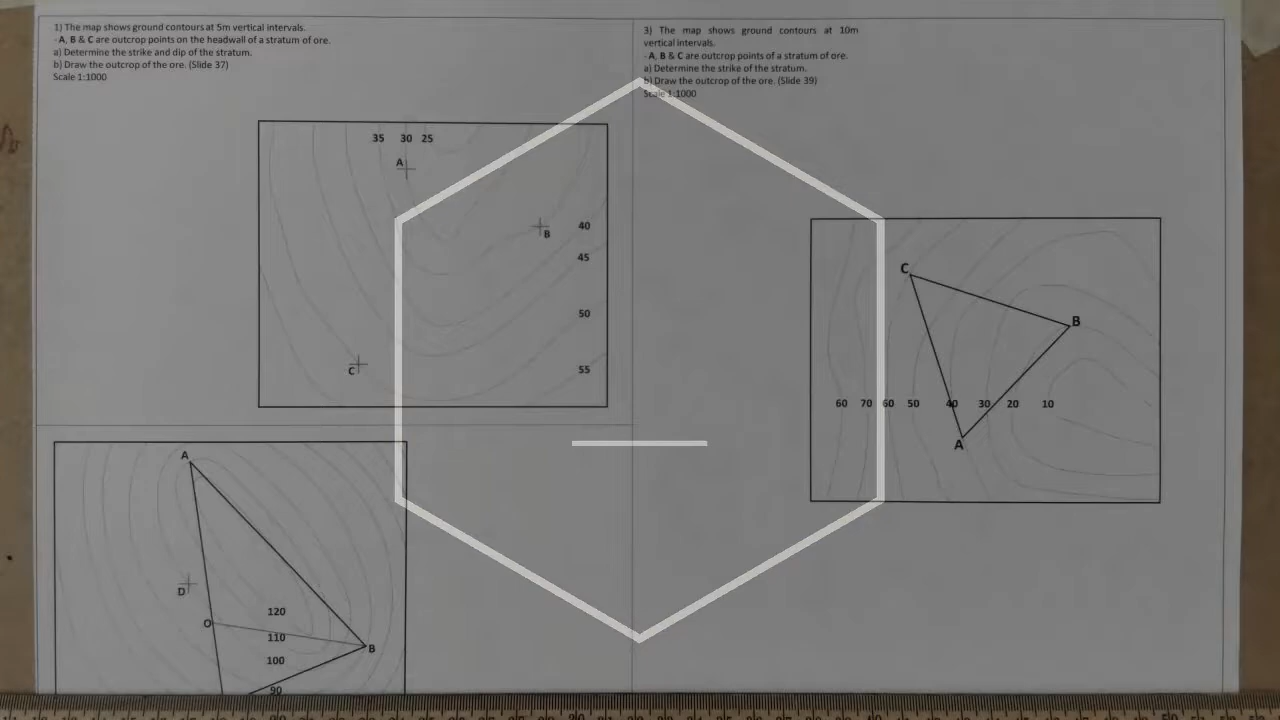 1) The map shows ground contours at 5m vertical intervals.
- A, B & C are outcrop points on the headwall of a stratum of ore.
a) Determine the strike and dip of the stratum.
b) Draw the outcrop of the ore. (Slide 37)
Scale 1:1000
35 30 25
A
B
40
45
50
55
C
3) The map shows ground contours at 10m
vertical intervals.
- A, B & C are outcrop points of a stratum of ore.
a) Determine the strike of the stratum.
b) Draw the outcrop of the ore. (Slide 39)
Scale 1:1000
C
B
60 70 60 50 40 30 20 10
A
A
D
O
120
110
B
100
90